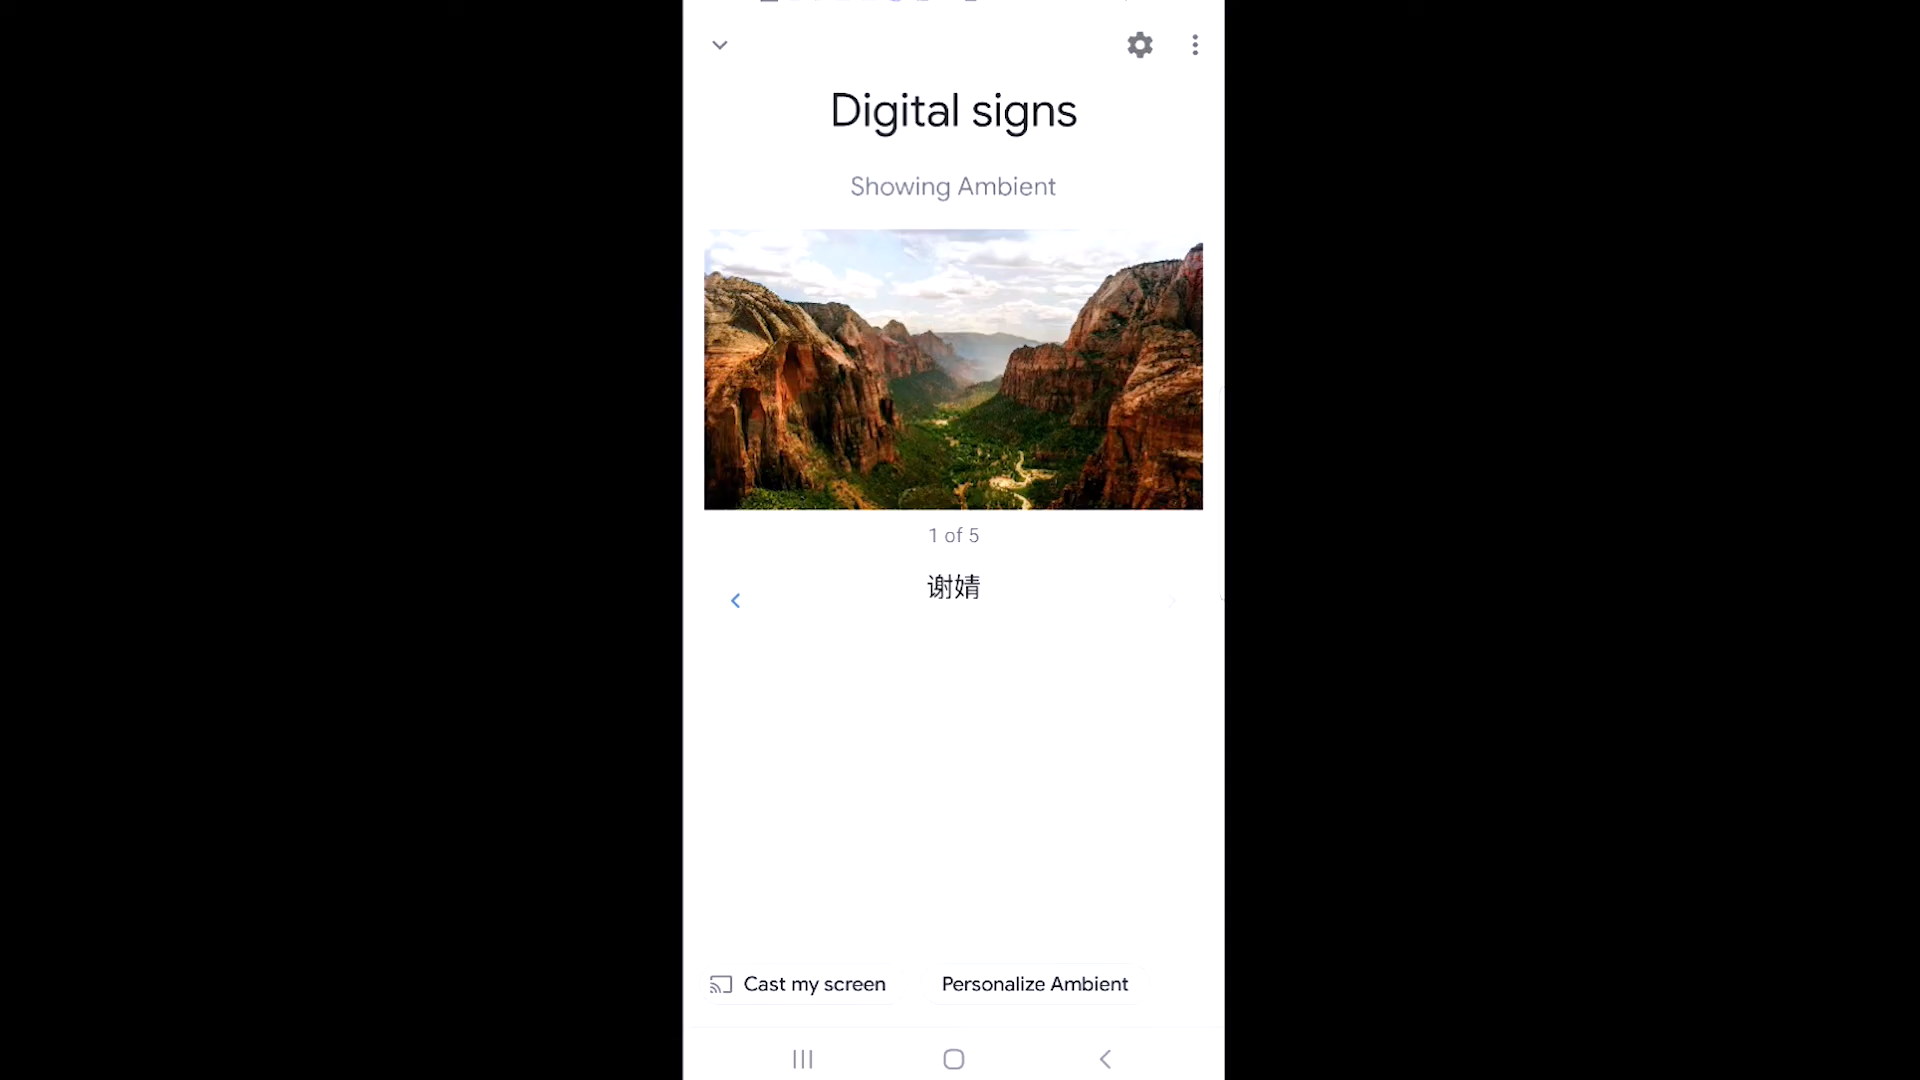 Digital signs
Showing Ambient
1 of 5
谢婧
Cast my screen
Personalize Ambient